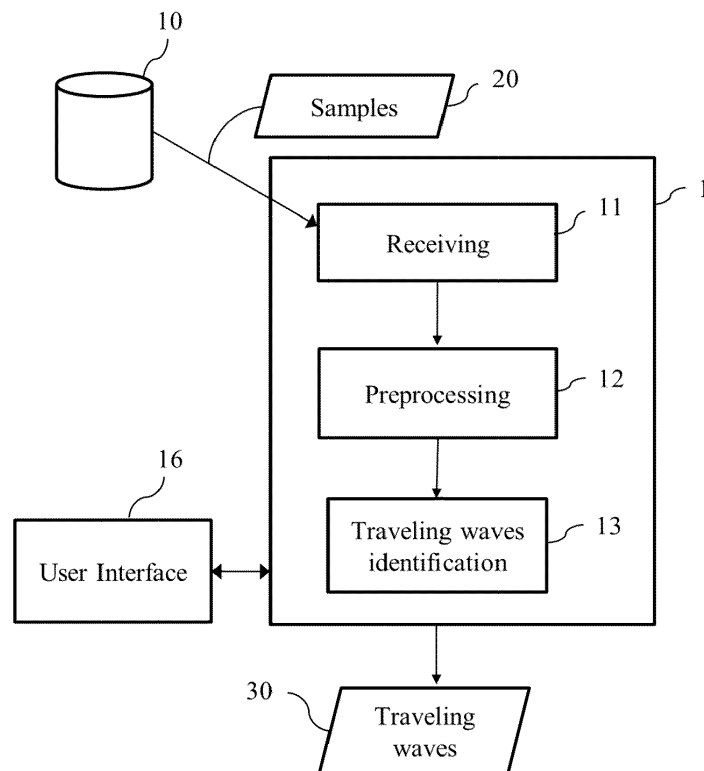 10
Samples
20
1
Receiving
11
Preprocessing
12
16
User Interface
Traveling waves
identification
13
30
Traveling
waves